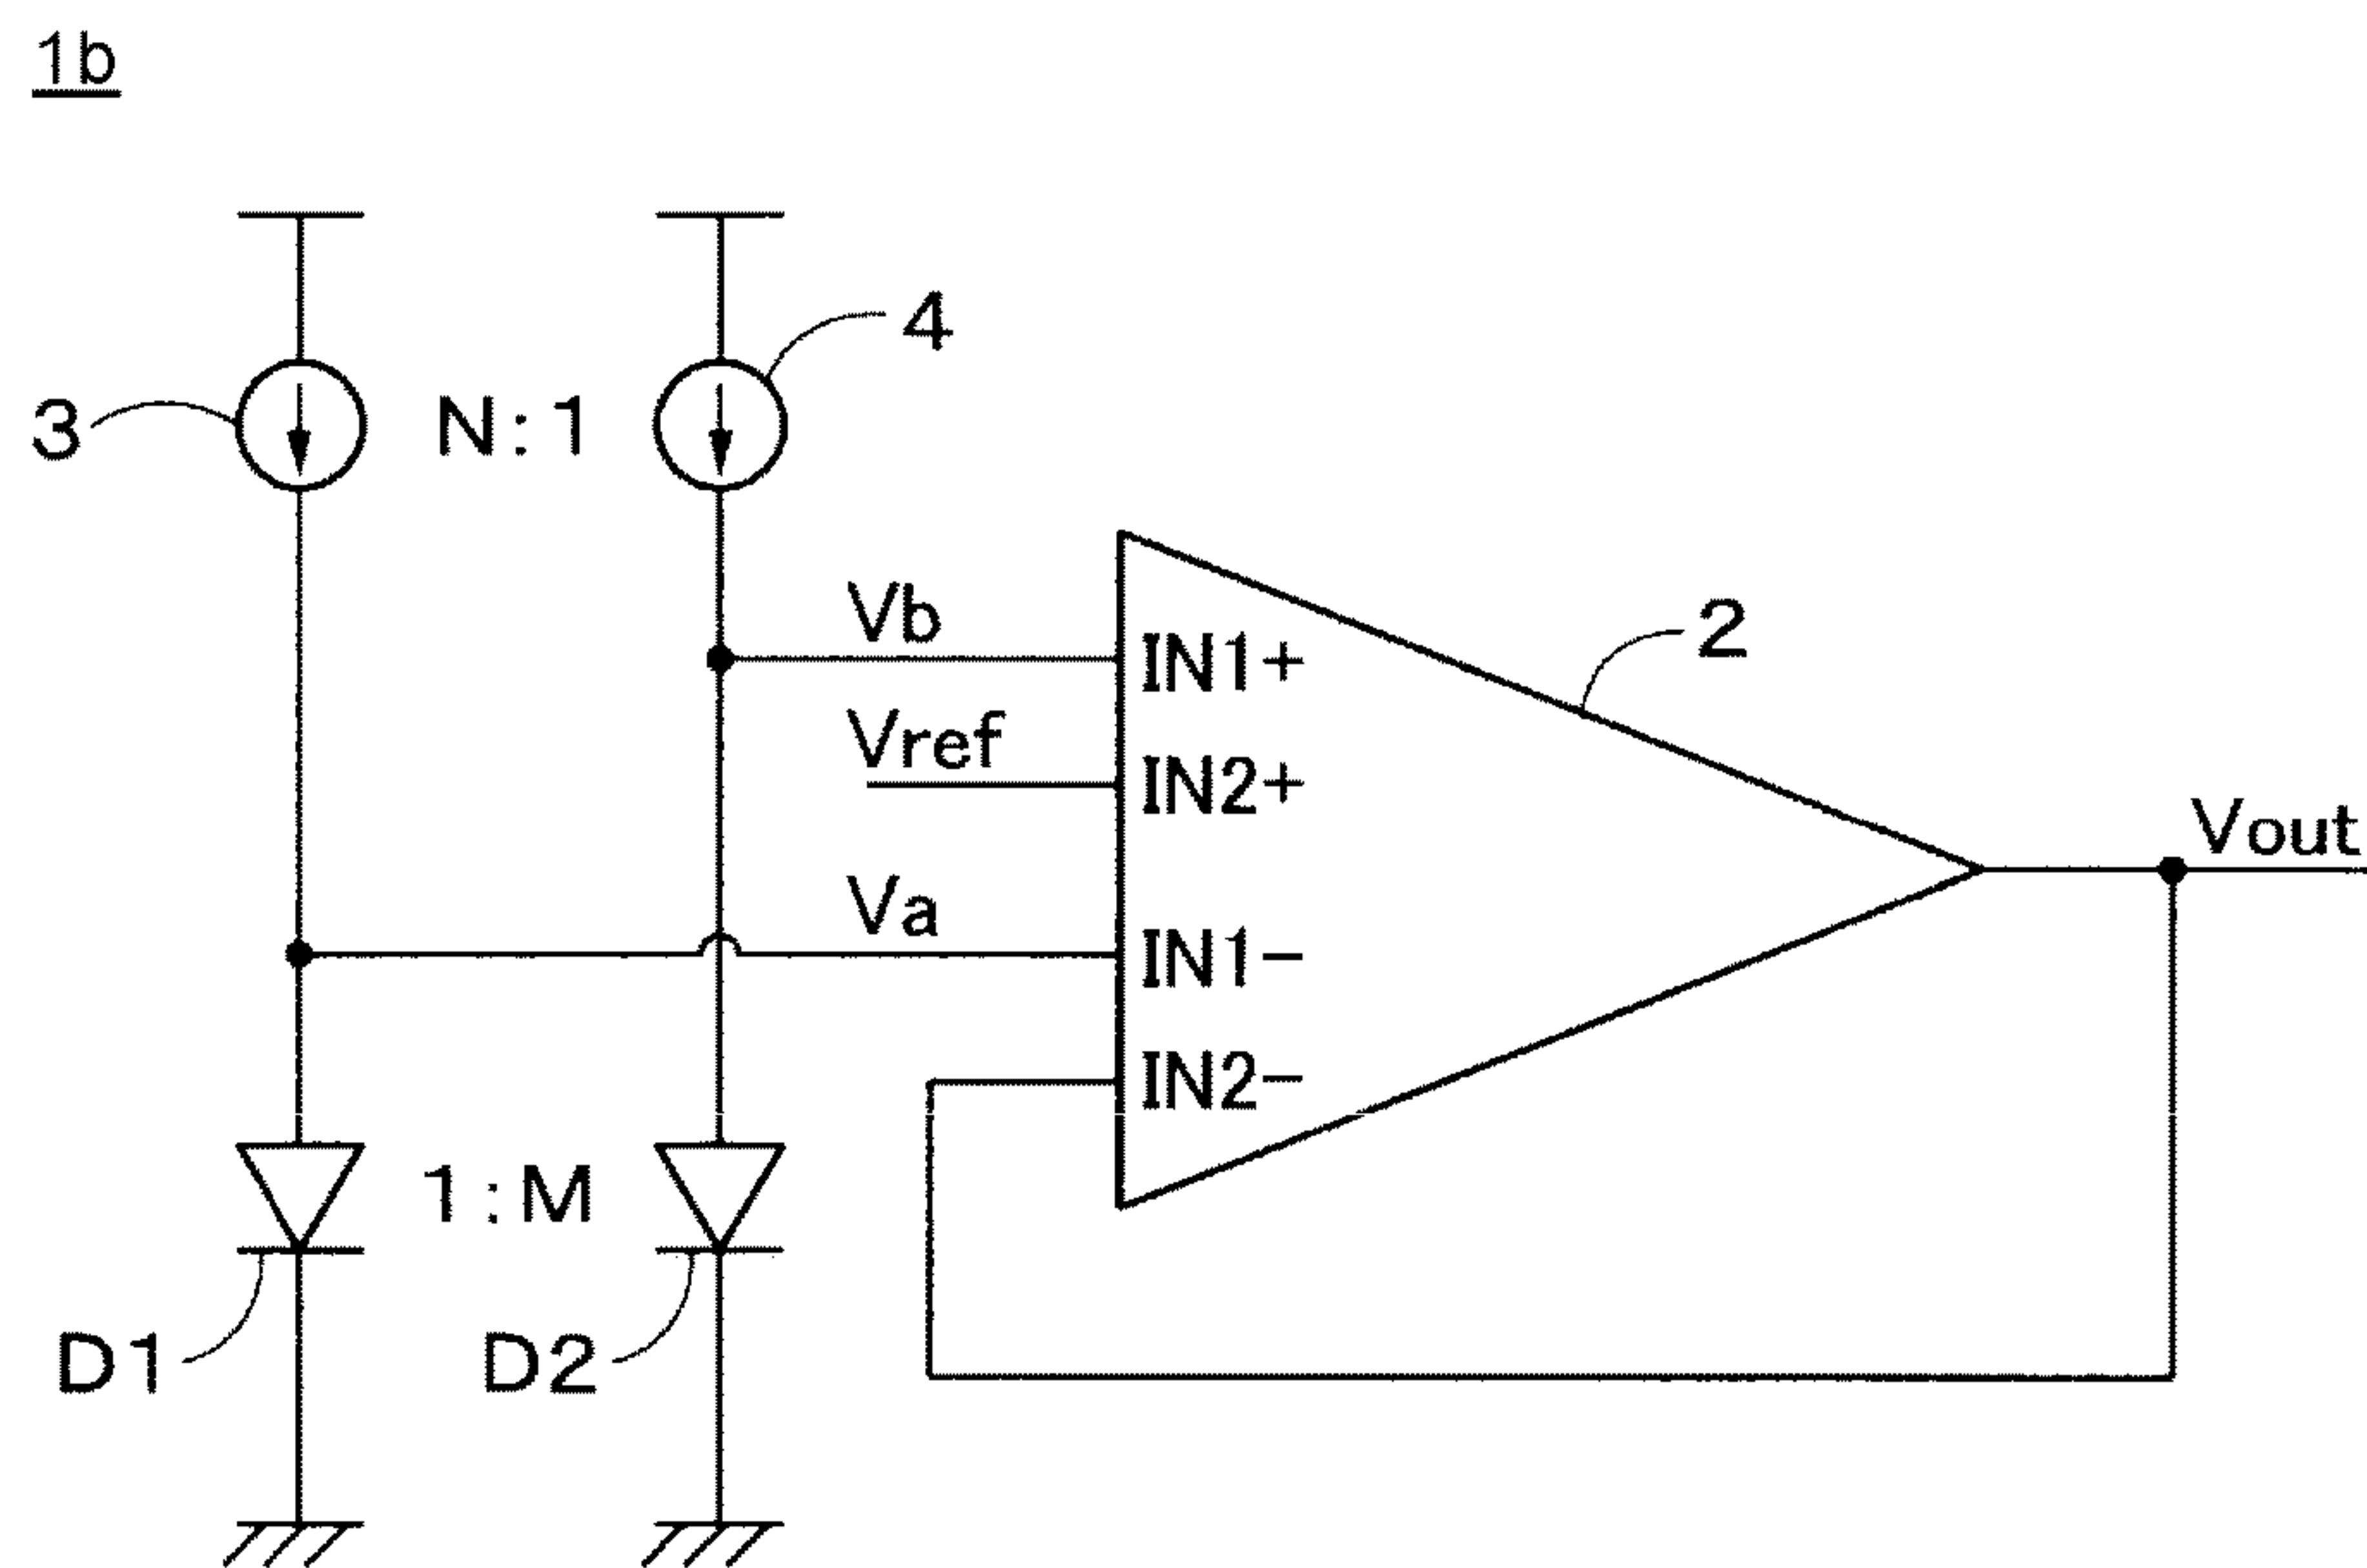 1b
4
3
N:1
Vb
2
IN1+
Vref
IN2+
Vout
Va
IN1-
IN2-
1:M
D1
D2